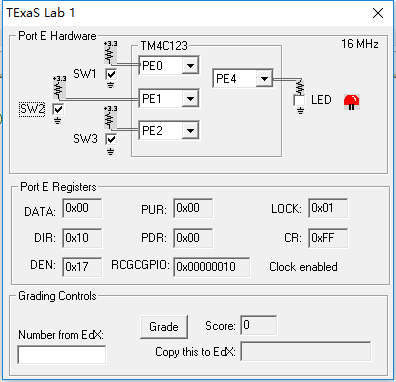 TExaS Lab 1
Port E Hardware
16 MHz
+3.3
TM4C123
SW1
PE0
+3.3
PE4
SW2
PE1
+3.3
LED
SW3
PE2
Port E Registers
DATA: 0x00 PUR: 0x00 LOCK: 0x01
DIR: 0x10 PDR: 0x00 CR: 0xFF
DEN: 0x17 RCGCGPIO: 0x00000010 Clock enabled
Grading Controls
Number from EdX: Grade Score: 0
Copy this to EdX: